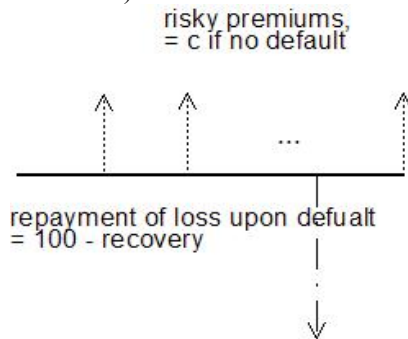 risky premiums,
= c if no default
...
repayment of loss upon defualt
= 100 - recovery